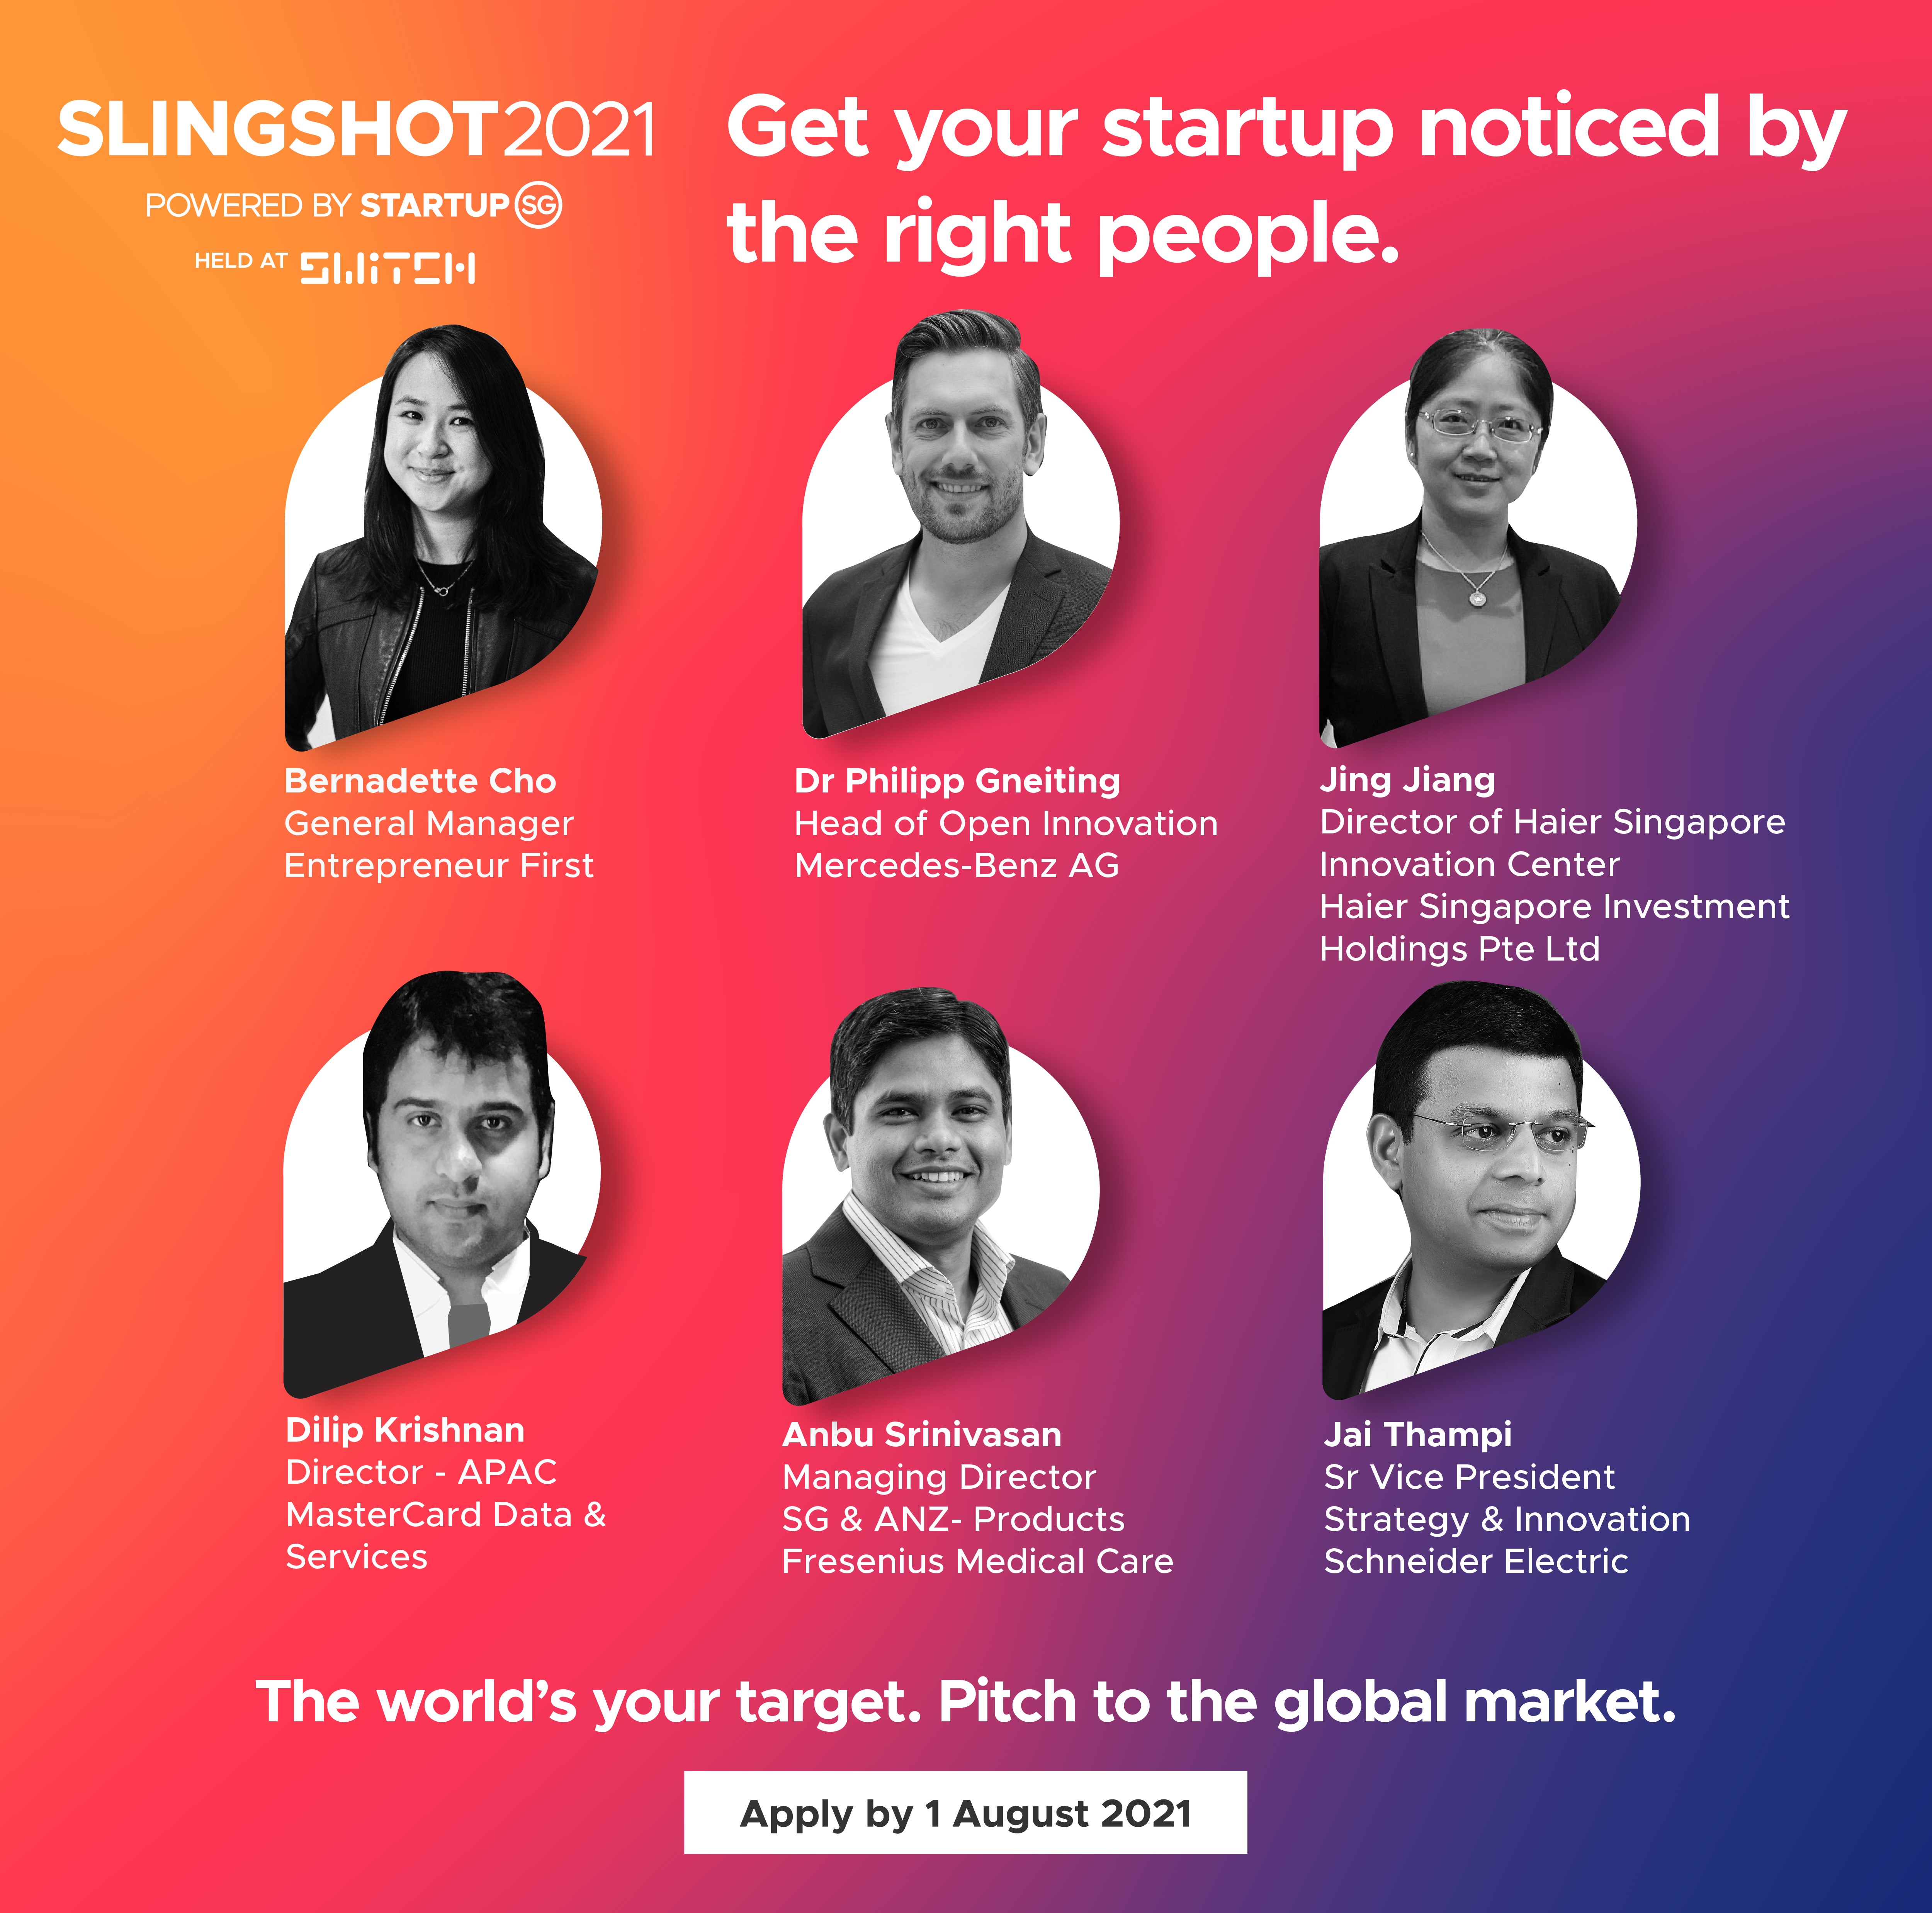 SLINGSHOT2021
POWERED BY STARTUP SG
HELD AT SWITCH
Get your startup noticed by
the right people.
Bernadette Cho
General Manager
Entrepreneur First
Dr Philipp Gneiting
Head of Open Innovation
Mercedes-Benz AG
Jing Jiang
Director of Haier Singapore
Innovation Center
Haier Singapore Investment
Holdings Pte Ltd
Dilip Krishnan
Director - APAC
MasterCard Data &
Services
Anbu Srinivasan
Managing Director
SG & ANZ- Products
Fresenius Medical Care
Jai Thampi
Sr Vice President
Strategy & Innovation
Schneider Electric
The world's your target. Pitch to the global market.
Apply by 1 August 2021